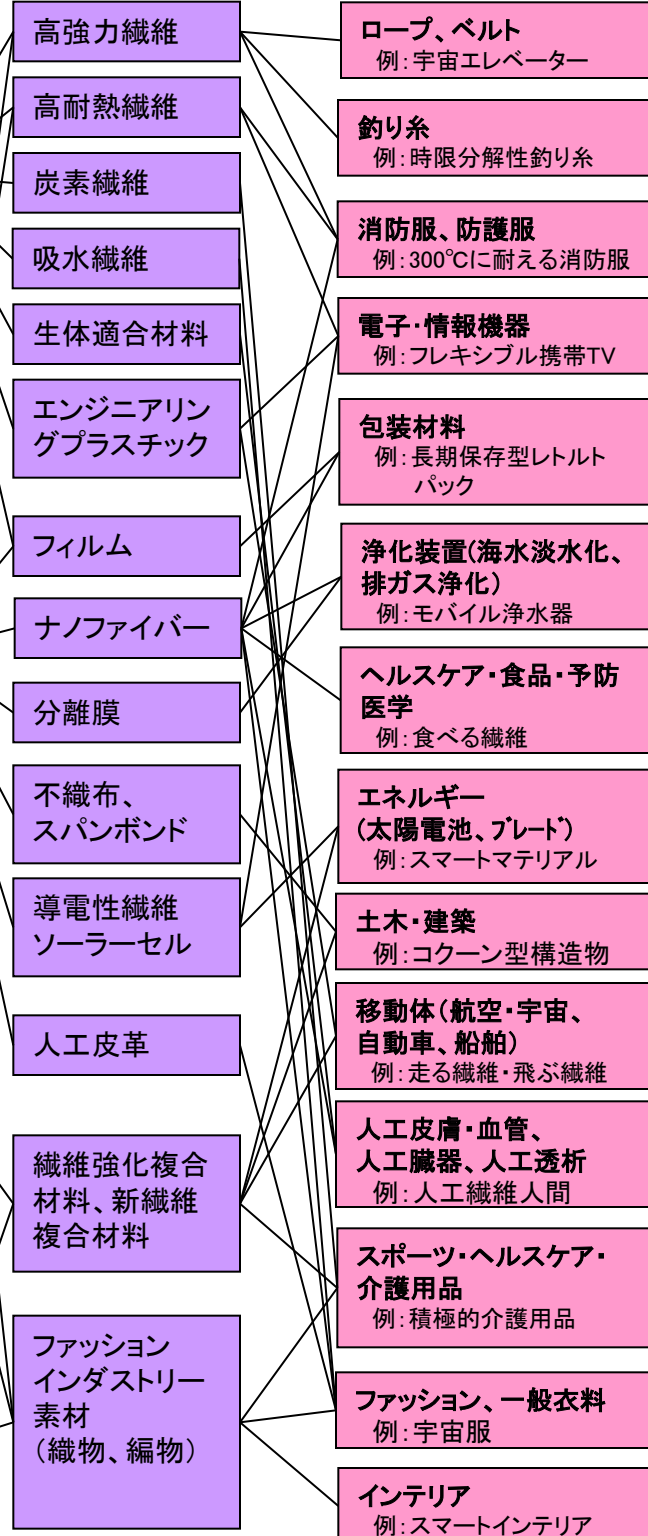 高強力繊維
高耐熱繊維
炭素繊維
吸水繊維
生体適合材料
エンジニアリン
グプラスチック
フィルム
ナノファイバー
分離膜
不織布、
スパンボンド
導電性繊維
ソーラーセル
人工皮革
繊維強化複合
材料、新繊維
複合材料
ファッション
インダストリー
素材
(織物、編物)
ロープ、ベルト
例:宇宙エレベーター
釣り糸
例:時限分解性釣り糸
消防服、防護服
例:300℃に耐える消防服
電子・情報機器
例:フレキシブル携帯TV
包装材料
例:長期保存型レトルト
パック
浄化装置(海水淡水化、
排ガス浄化)
例:モバイル浄水器
ヘルスケア・食品・予防
医学
例:食べる繊維
エネルギー
(太陽電池、ブレード)
例:スマートマテリアル
土木・建築
例:コクーン型構造物
移動体(航空・宇宙、
自動車、船舶)
例:走る繊維・飛ぶ繊維
人工皮膚・血管、
人工臓器、人工透析
例:人工繊維人間
スポーツ・ヘルスケア・
介護用品
例:積極的介護用品
ファッション、一般衣料
例:宇宙服
インテリア
例:スマートインテリア